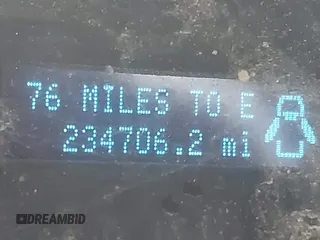 76 MILES TO E
234706.2 mi
DREAMBID